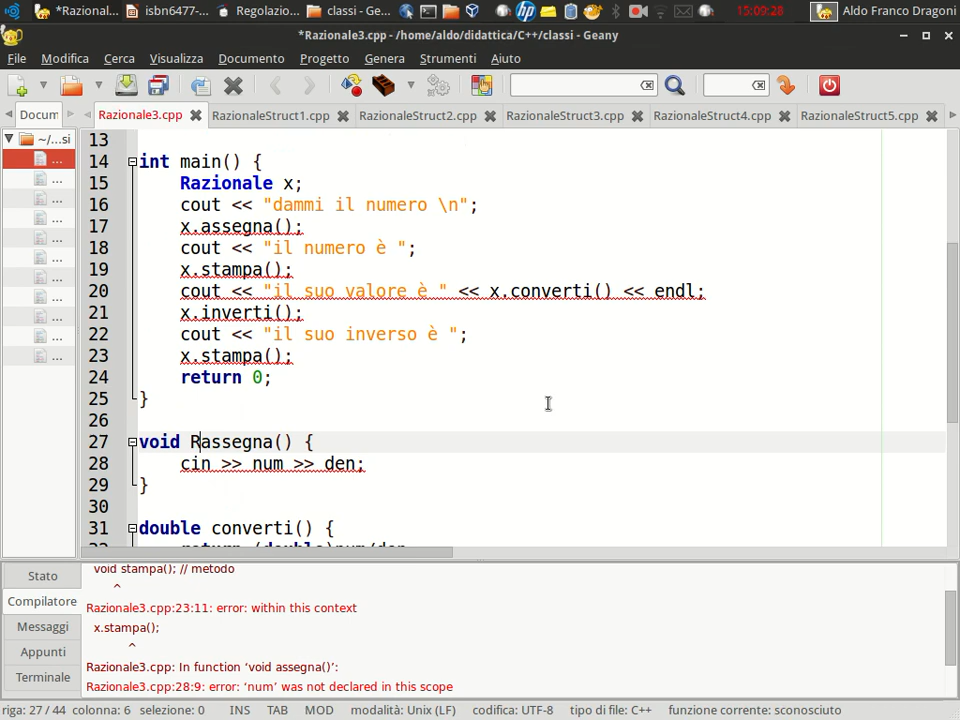 *Razional...
isbn6477-...
Regolazio...
classi - Ge...
15:09:28
Aldo Franco Dragoni
*Razionale3.cpp - /home/aldo/didattica/C++/classi - Geany
File Modifica Cerca Visualizza Documento Progetto Genera Strumenti Aiuto
Docum Razionale3.cpp RazionaleStruct1.cpp RazionaleStruct2.cpp RazionaleStruct3.cpp RazionaleStruct4.cpp RazionaleStruct5.cpp
~/...si
13
14 int main() {
15 Razionale x;
16 cout << "dammi il numero \n";
17 x.assegna();
18 cout << "il numero è ";
19 x.stampa();
20 cout << "il suo valore è " << x.converti() << endl;
21 x.inverti();
22 cout << "il suo inverso è ";
23 x.stampa();
24 return 0;
25 }
26
27 void Rassegna() {
28 cin >> num >> den;
29 }
30
31 double converti() {
Stato
Compilatore
Messaggi
Appunti
Terminale
void stampa(); // metodo
^
Razionale3.cpp:23:11: error: within this context
x.stampa();
^
Razionale3.cpp: In function ‘void assegna()’:
Razionale3.cpp:28:9: error: ‘num’ was not declared in this scope
riga: 27 / 44 colonna: 6 selezione: 0 INS TAB MOD modalità: Unix (LF) codifica: UTF-8 tipo di file: C++ funzione corrente: sconosciuto